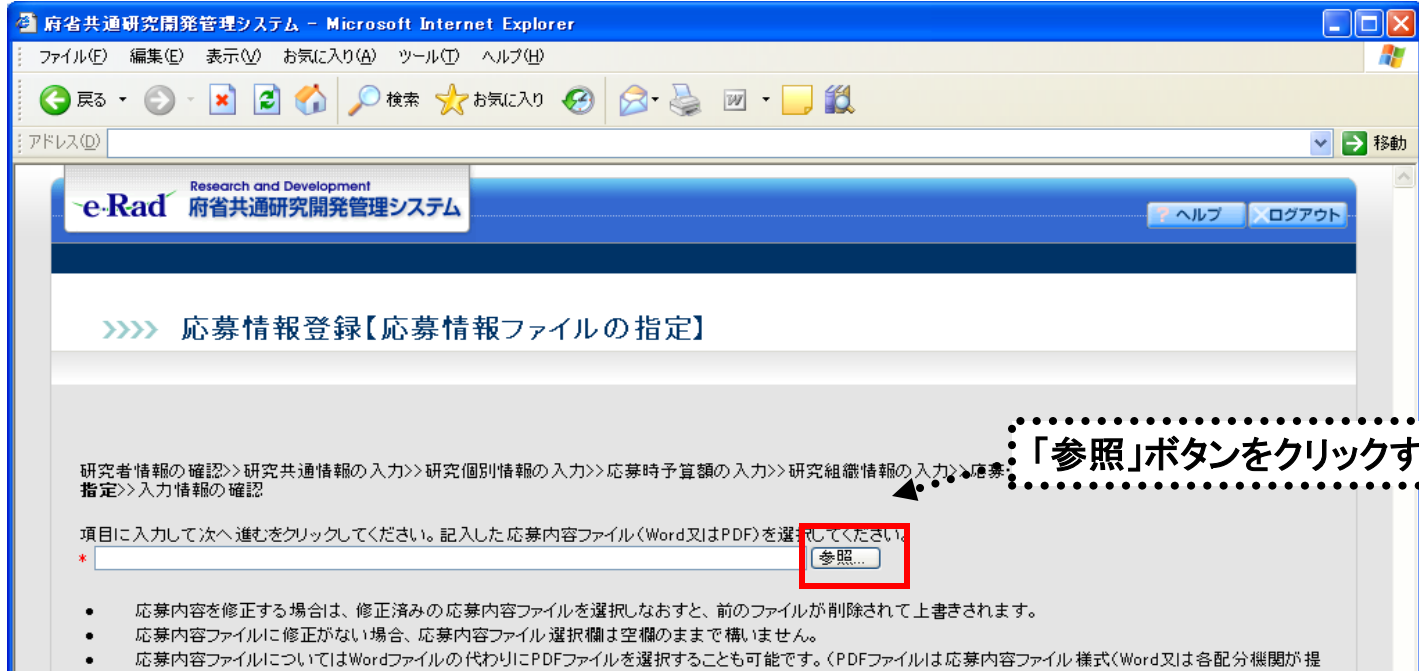 府省共通研究開発管理システム - Microsoft Internet Explorer
ファイル(F) 編集(E) 表示(V) お気に入り(A) ツール(T) ヘルプ(H)
戻る 検索 お気に入り
アドレス(D) 移動
e-Rad Research and Development
府省共通研究開発管理システム
? ヘルプ ×ログアウト
>>>> 応募情報登録【応募情報ファイルの指定】
「参照」ボタンをクリックす
研究者情報の確認>>研究共通情報の入力>>研究個別情報の入力>>応募時予算額の入力>>研究組織情報の入力>>応募
指定>>入力情報の確認
項目に入力して次へ進むをクリックしてください。記入した応募内容ファイル(Word又はPDF)を選択してください。
* 参照...
• 応募内容を修正する場合は、修正済みの応募内容ファイルを選択しなおすと、前のファイルが削除されて上書きされます。
• 応募内容ファイルに修正がない場合、応募内容ファイル選択欄は空欄のままで構いません。
• 応募内容ファイルについてはWordファイルの代わりにPDFファイルを選択することも可能です。(PDFファイルは応募内容ファイル様式(Word又は各配分機関が提